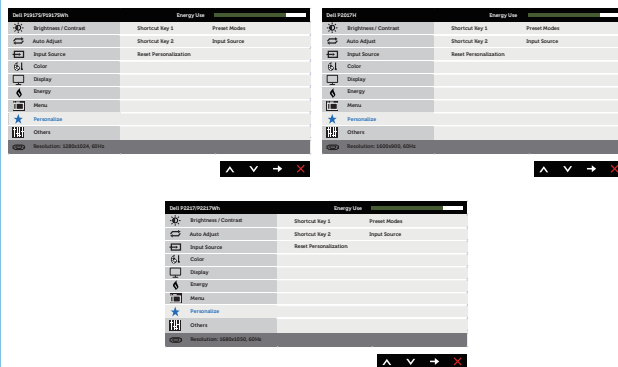 Dell P1917S/P1917SWh Energy Use
Brightness / Contrast Shortcut Key 1 Preset Modes
Auto Adjust Shortcut Key 2 Input Source
Input Source Reset Personalization
Color
Display
Energy
Menu
Personalize
Others
Resolution: 1280x1024, 60Hz
Dell P2017H Energy Use
Brightness / Contrast Shortcut Key 1 Preset Modes
Auto Adjust Shortcut Key 2 Input Source
Input Source Reset Personalization
Color
Display
Energy
Menu
Personalize
Others
Resolution: 1600x900, 60Hz
Dell P2217/P2217Wh Energy Use
Brightness / Contrast Shortcut Key 1 Preset Modes
Auto Adjust Shortcut Key 2 Input Source
Input Source Reset Personalization
Color
Display
Energy
Menu
Personalize
Others
Resolution: 1680x1050, 60Hz